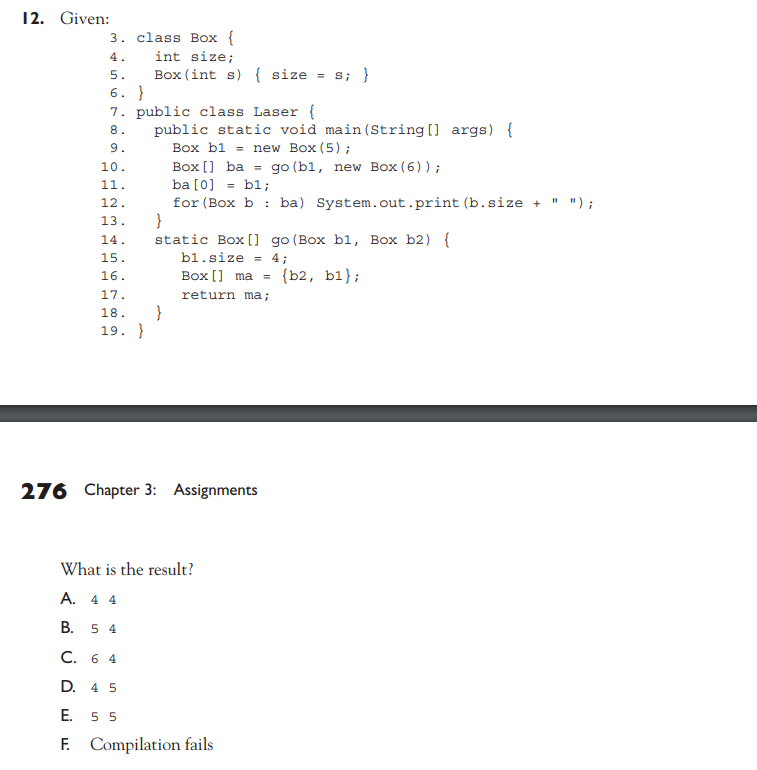 12. Given:
3. class Box {
4. int size;
5. Box(int s) { size = s; }
6. }
7. public class Laser {
8. public static void main(String[] args) {
9. Box b1 = new Box(5);
10. Box[] ba = go(b1, new Box(6));
11. ba[0] = b1;
12. for(Box b : ba) System.out.print(b.size + " ");
13. }
14. static Box[] go(Box b1, Box b2) {
15. b1.size = 4;
16. Box[] ma = {b2, b1};
17. return ma;
18. }
19. }
276 Chapter 3: Assignments
What is the result?
A. 4 4
B. 5 4
C. 6 4
D. 4 5
E. 5 5
F. Compilation fails